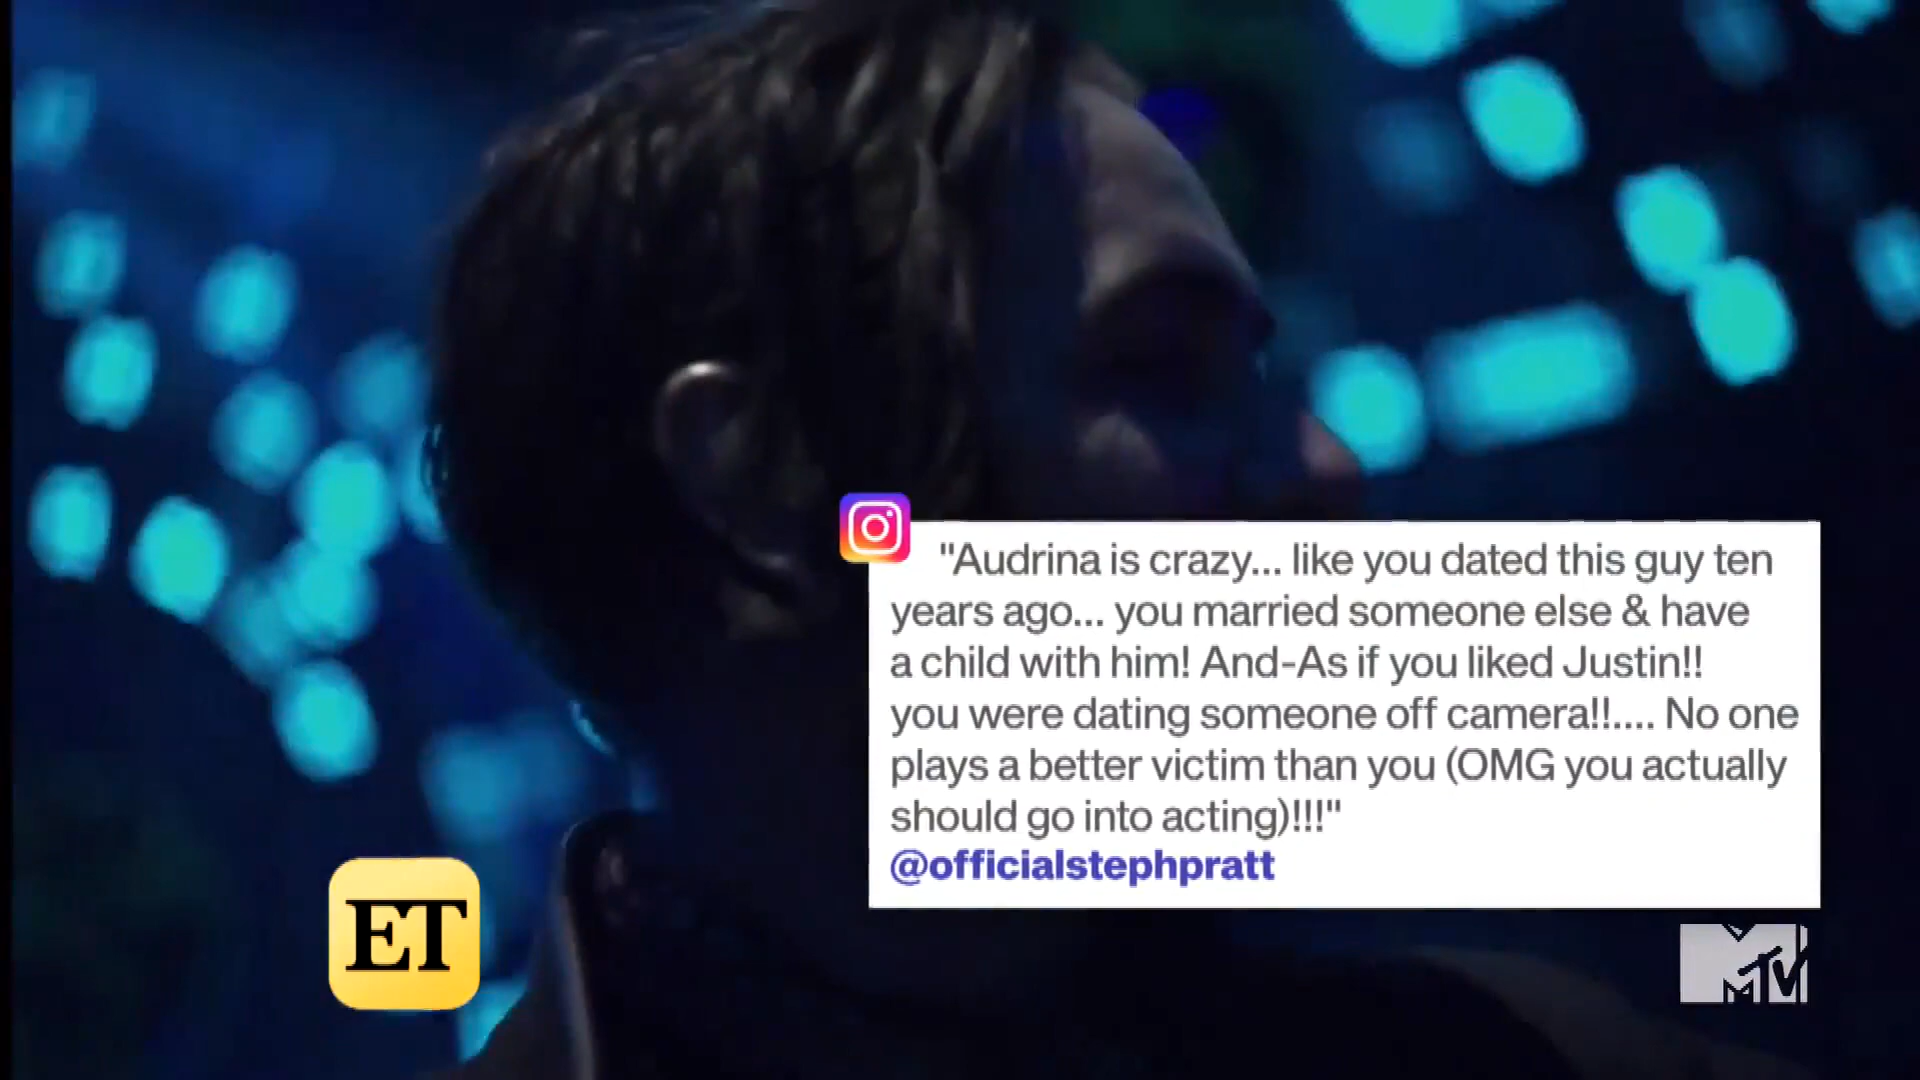 "Audrina is crazy... like you dated this guy ten
years ago... you married someone else & have
a child with him! And-As if you liked Justin!!
you were dating someone off camera!!.... No one
plays a better victim than you (OMG you actually
should go into acting)!!!"
@officialstephpratt
ET
MTV